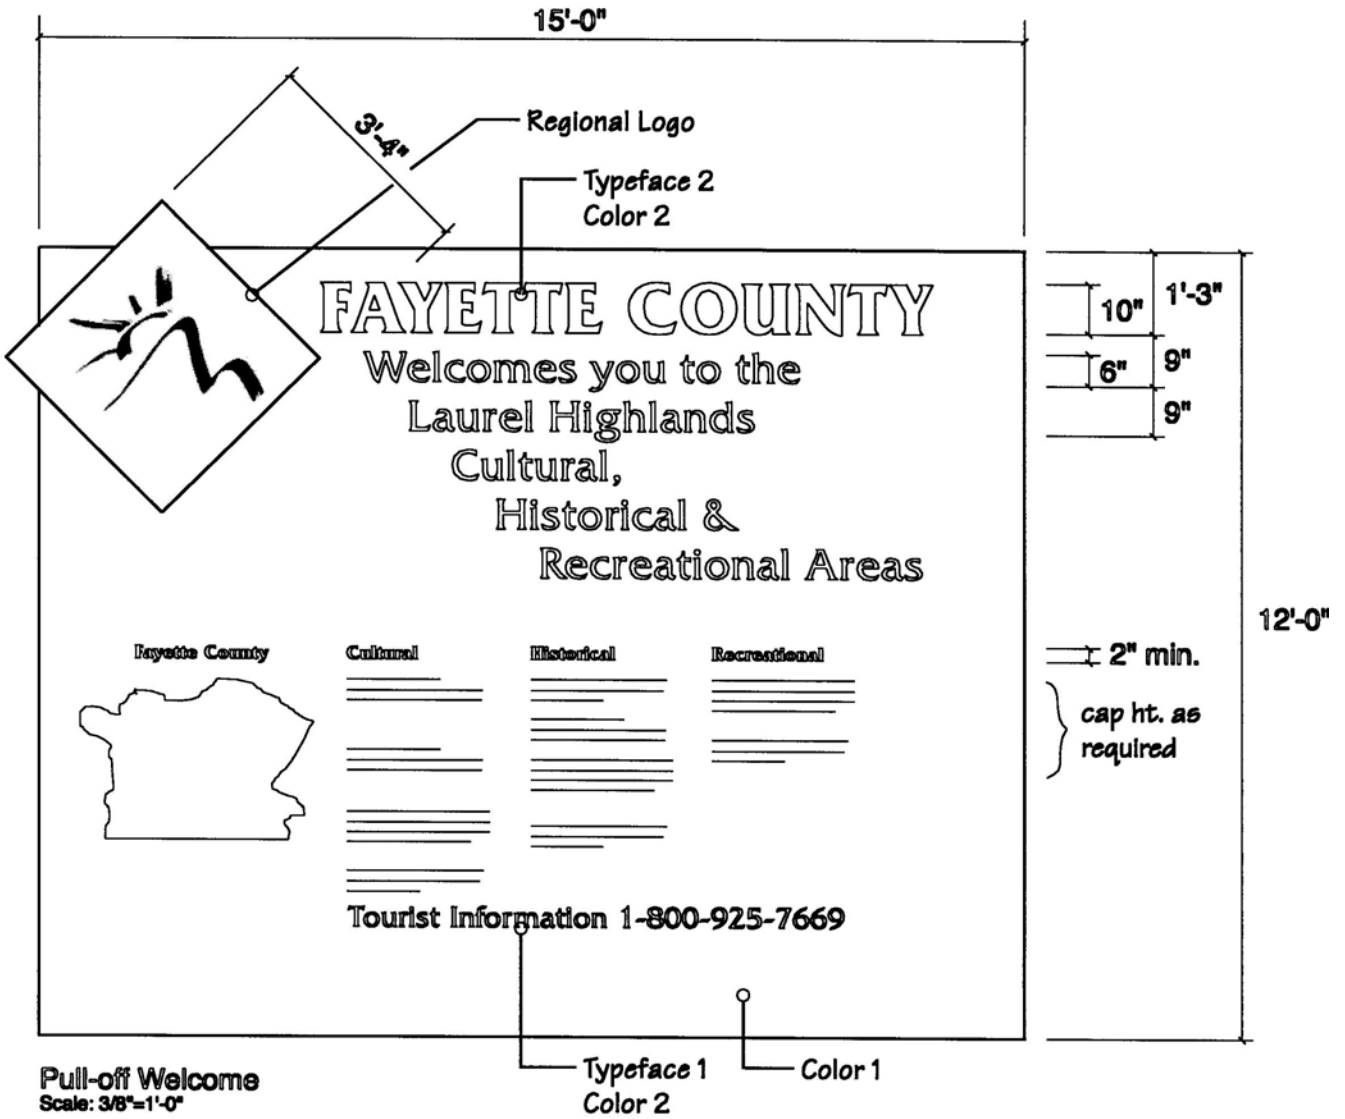 15'-0"
3'-4"
Regional Logo
Typeface 2
Color 2
FAYETTE COUNTY
Welcomes you to the
Laurel Highlands
Cultural,
Historical &
Recreational Areas
1'-3"
10"
9"
6"
9"
12'-0"
Fayette County
Cultural
Historical
Recreational
2" min.
cap ht. as
required
Tourist Information 1-800-925-7669
Typeface 1
Color 2
Color 1
Pull-off Welcome
Scale: 3/8"=1'-0"